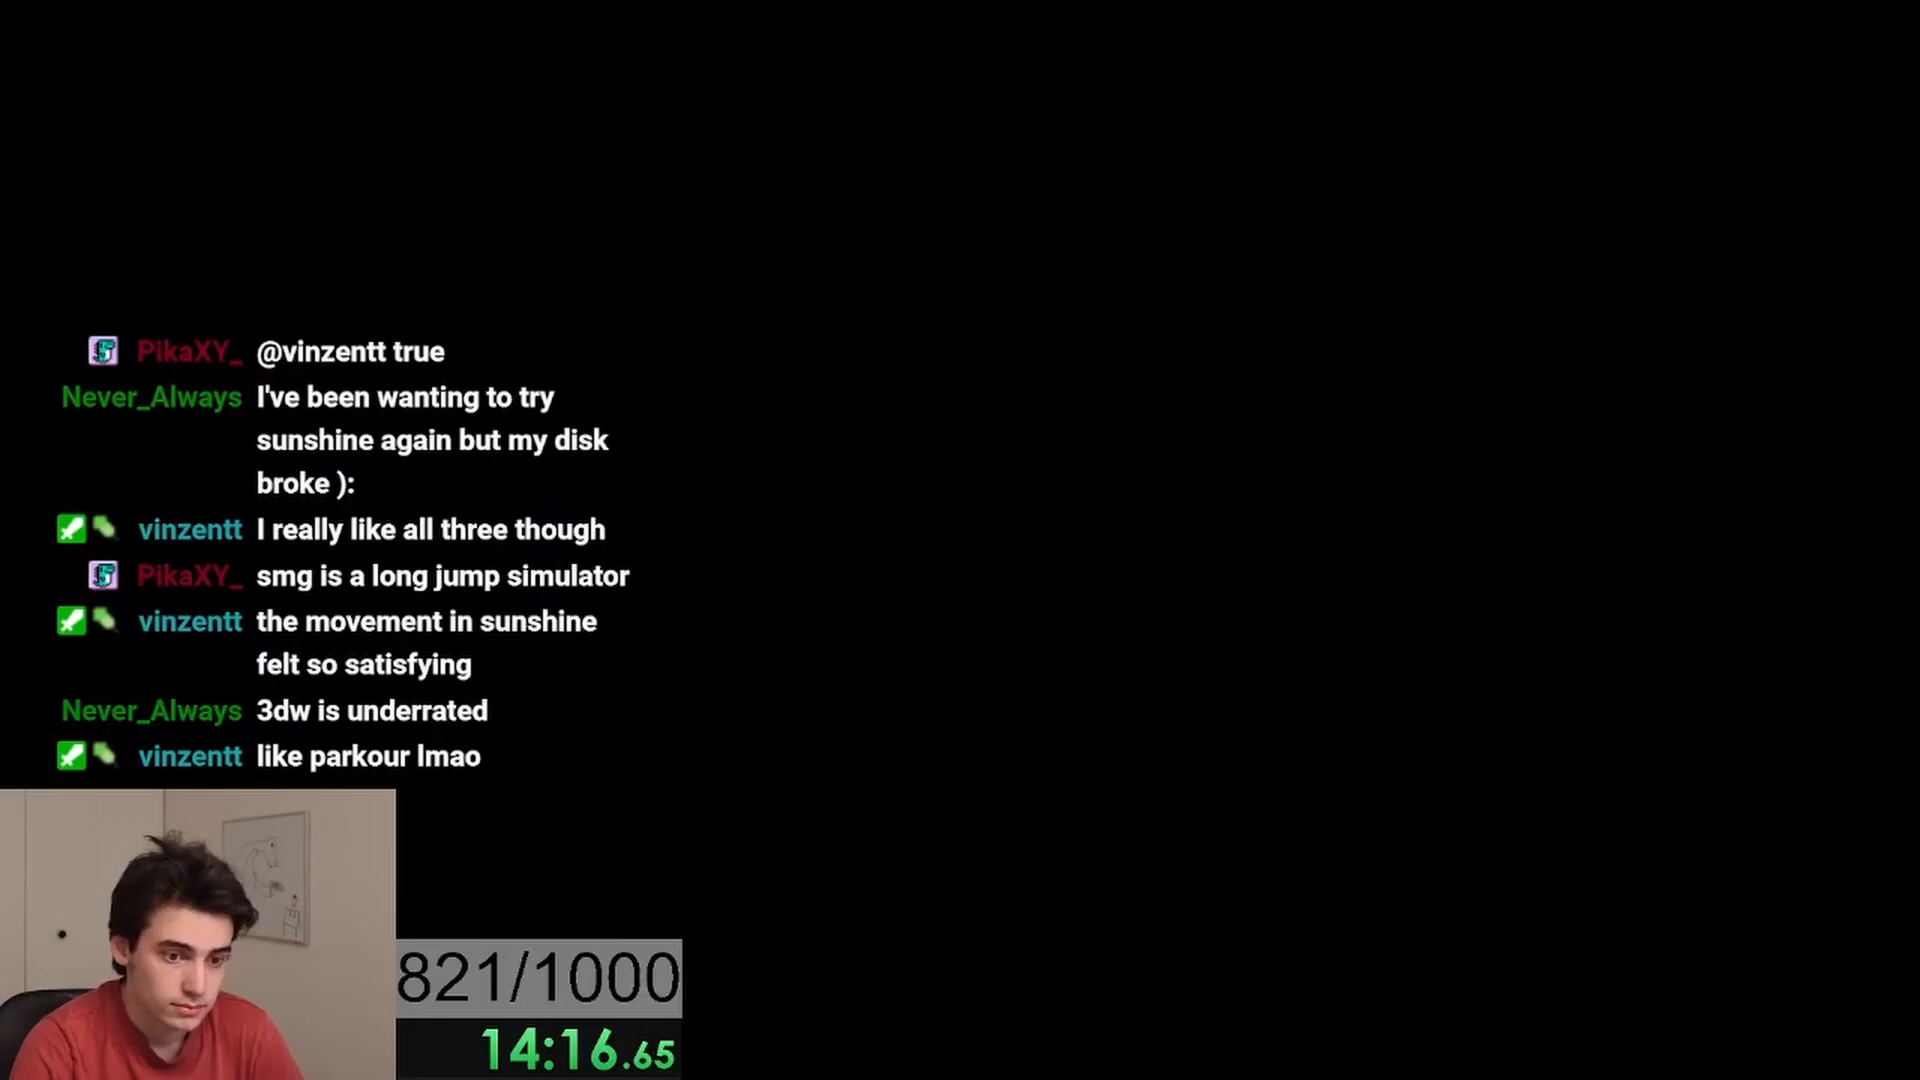 PikaXY_ @vinzentt true
Never_Always I've been wanting to try
sunshine again but my disk
broke ):
vinzentt I really like all three though
PikaXY_ smg is a long jump simulator
vinzentt the movement in sunshine
felt so satisfying
Never_Always 3dw is underrated
vinzentt like parkour lmao
821/1000
14:16.65